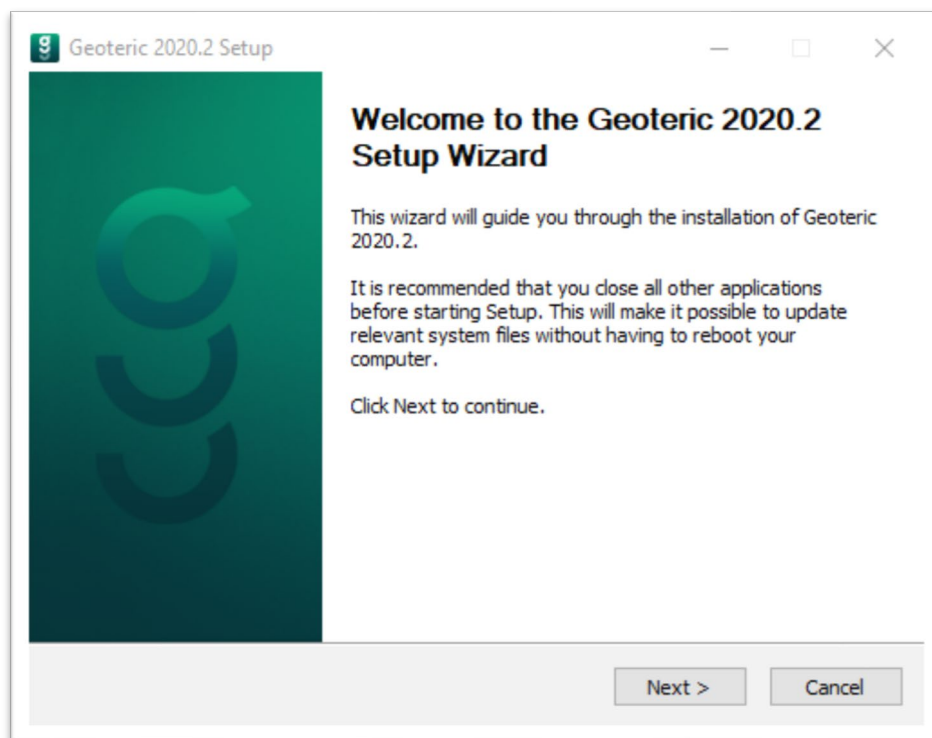 Geoteric 2020.2 Setup
Welcome to the Geoteric 2020.2
Setup Wizard
This wizard will guide you through the installation of Geoteric
2020.2.
It is recommended that you close all other applications
before starting Setup. This will make it possible to update
relevant system files without having to reboot your
computer.
Click Next to continue.
Next >
Cancel